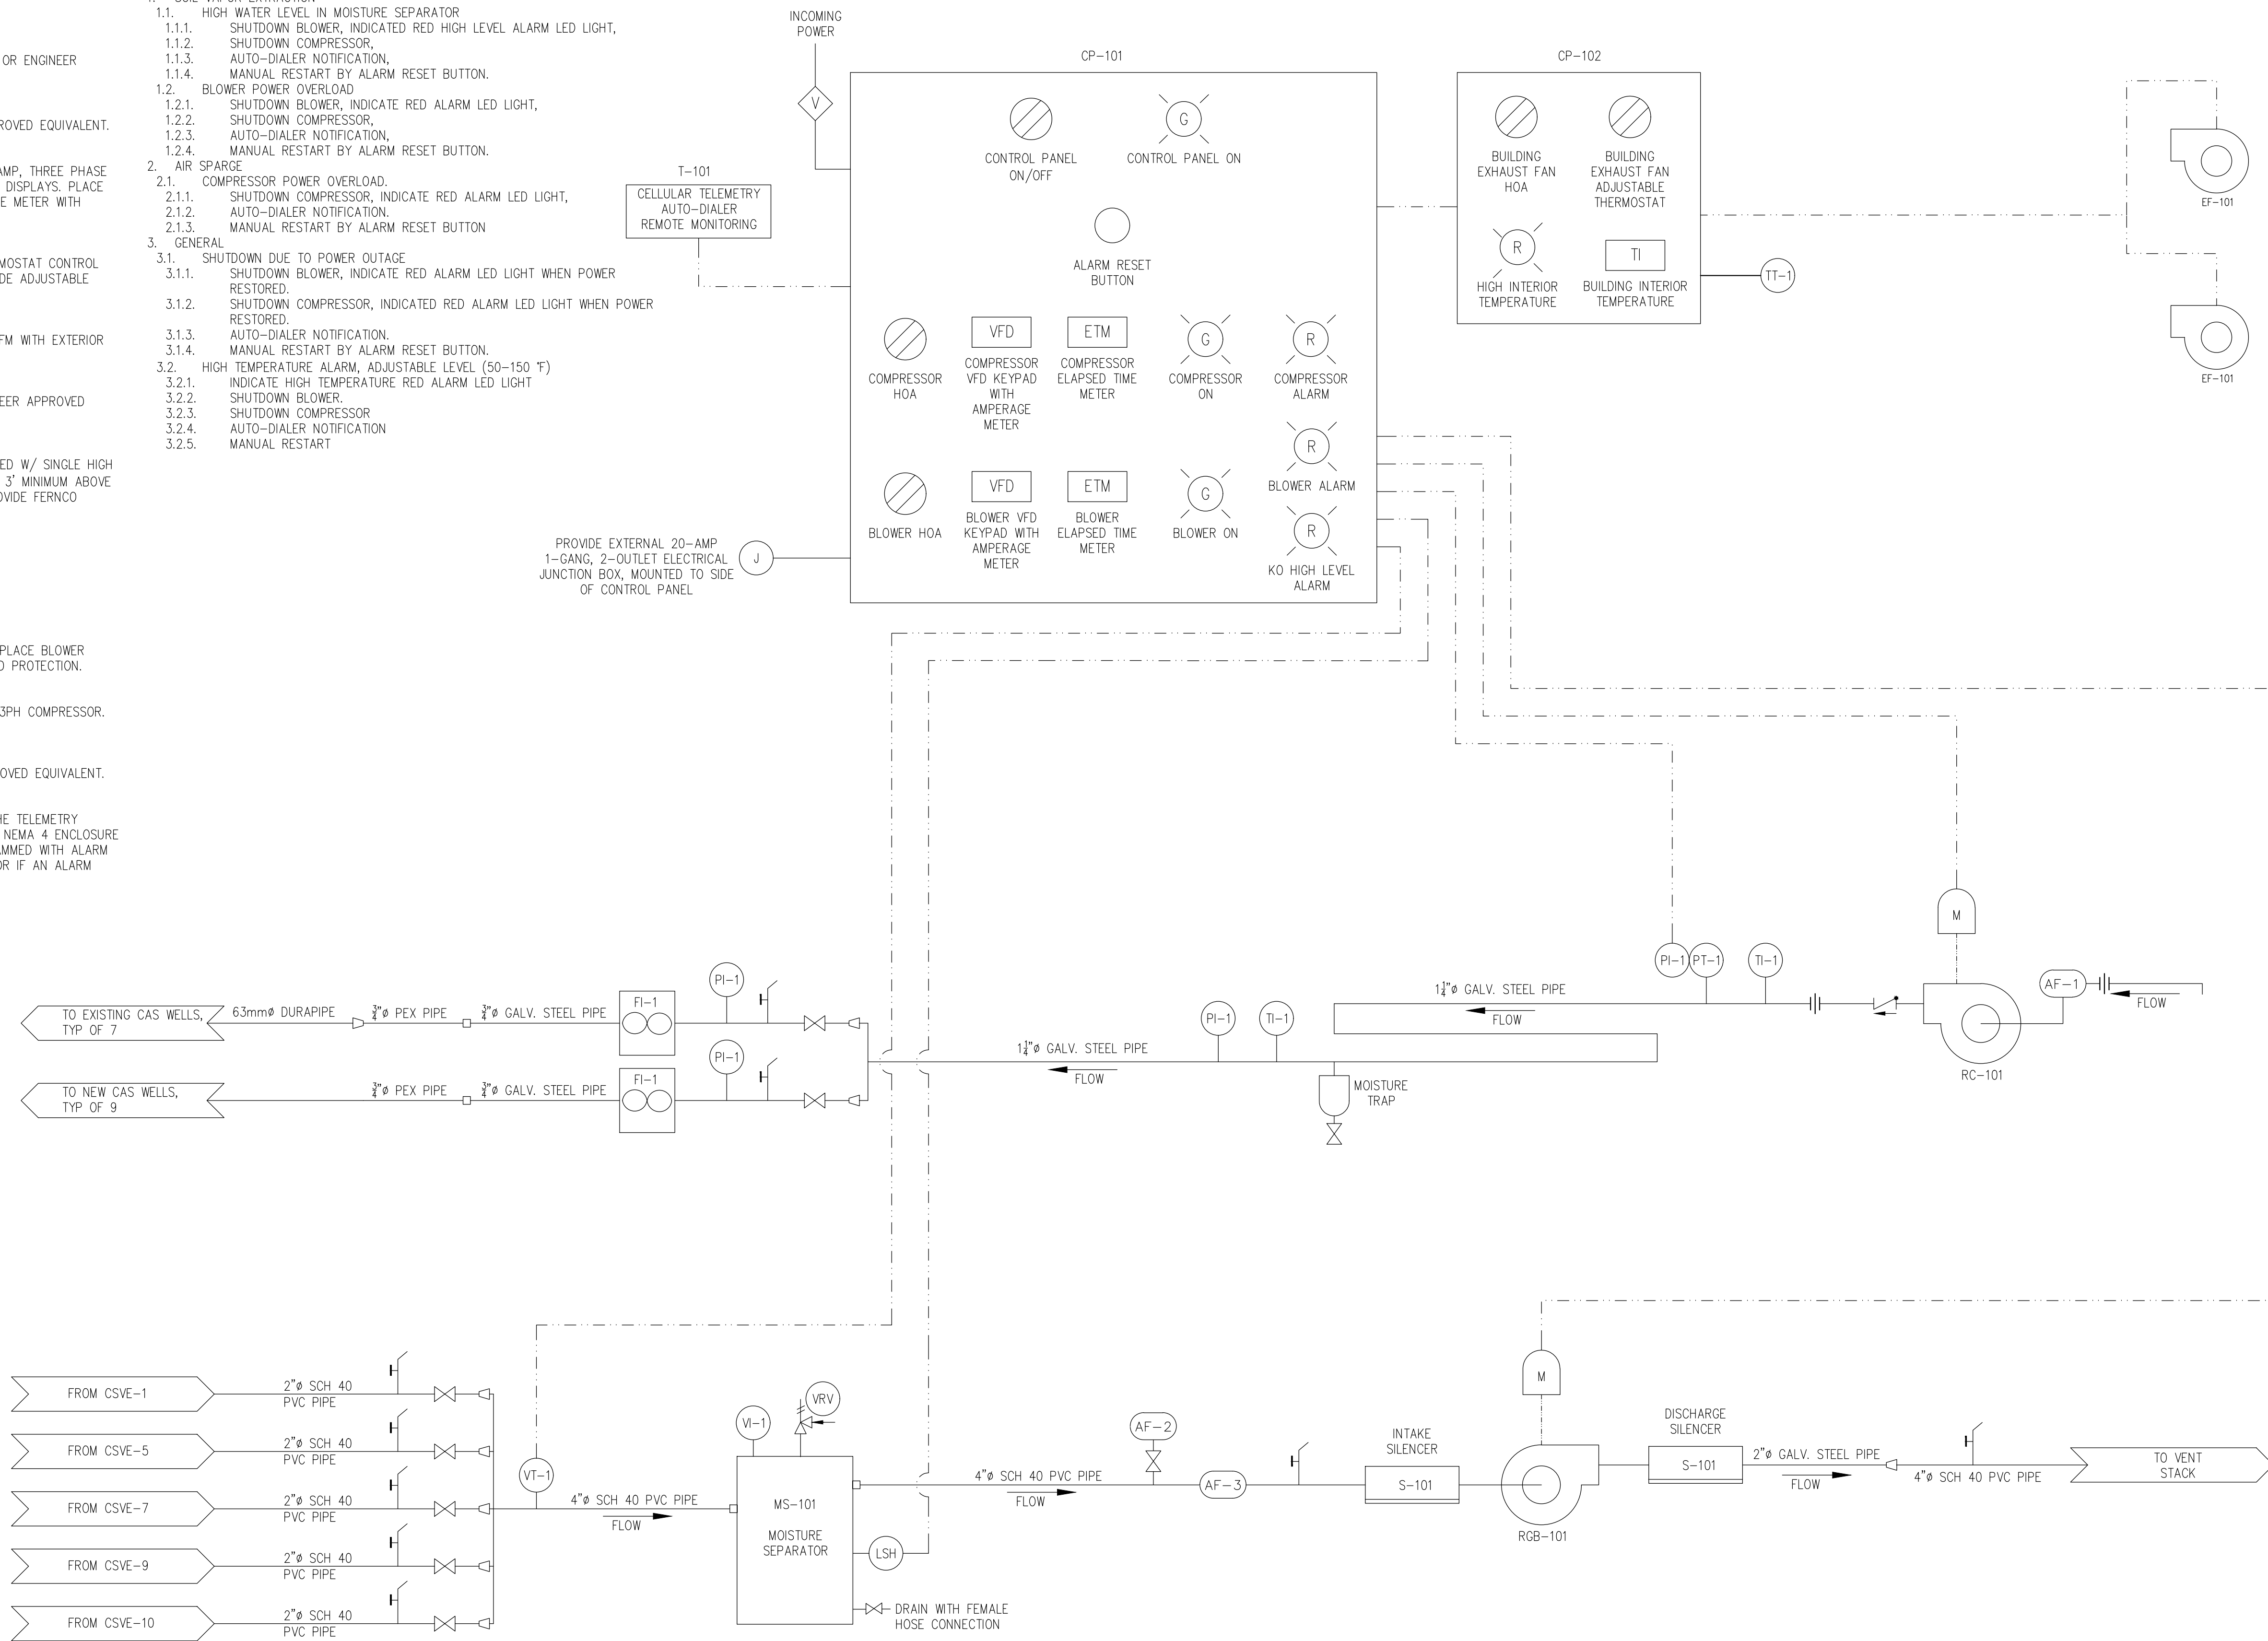 OR ENGINEER
ROVED EQUIVALENT.
AMP, THREE PHASE
DISPLAYS. PLACE
E METER WITH
MOSTAT CONTROL
DE ADJUSTABLE
FM WITH EXTERIOR
EER APPROVED
ED W/ SINGLE HIGH
3' MINIMUM ABOVE
OVIDE FERNCO
PLACE BLOWER
D PROTECTION.
3PH COMPRESSOR.
OVED EQUIVALENT.
HE TELEMETRY
NEMA 4 ENCLOSURE
AMMED WITH ALARM
OR IF AN ALARM
1. SOIL VAPOR EXTRACTION
1.1. HIGH WATER LEVEL IN MOISTURE SEPARATOR
1.1.1. SHUTDOWN BLOWER, INDICATED RED HIGH LEVEL ALARM LED LIGHT,
1.1.2. SHUTDOWN COMPRESSOR,
1.1.3. AUTO-DIALER NOTIFICATION,
1.1.4. MANUAL RESTART BY ALARM RESET BUTTON.
1.2. BLOWER POWER OVERLOAD
1.2.1. SHUTDOWN BLOWER, INDICATE RED ALARM LED LIGHT,
1.2.2. SHUTDOWN COMPRESSOR,
1.2.3. AUTO-DIALER NOTIFICATION,
1.2.4. MANUAL RESTART BY ALARM RESET BUTTON.
2. AIR SPARGE
2.1. COMPRESSOR POWER OVERLOAD.
2.1.1. SHUTDOWN COMPRESSOR, INDICATE RED ALARM LED LIGHT,
2.1.2. AUTO-DIALER NOTIFICATION.
2.1.3. MANUAL RESTART BY ALARM RESET BUTTON
3. GENERAL
3.1. SHUTDOWN DUE TO POWER OUTAGE
3.1.1. SHUTDOWN BLOWER, INDICATE RED ALARM LED LIGHT WHEN POWER
RESTORED.
3.1.2. SHUTDOWN COMPRESSOR, INDICATED RED ALARM LED LIGHT WHEN POWER
RESTORED.
3.1.3. AUTO-DIALER NOTIFICATION.
3.1.4. MANUAL RESTART BY ALARM RESET BUTTON.
3.2. HIGH TEMPERATURE ALARM, ADJUSTABLE LEVEL (50-150 °F)
3.2.1. INDICATE HIGH TEMPERATURE RED ALARM LED LIGHT
3.2.2. SHUTDOWN BLOWER.
3.2.3. SHUTDOWN COMPRESSOR
3.2.4. AUTO-DIALER NOTIFICATION
3.2.5. MANUAL RESTART
INCOMING
POWER
V
T-101
CELLULAR TELEMETRY
AUTO-DIALER
REMOTE MONITORING
PROVIDE EXTERNAL 20-AMP
1-GANG, 2-OUTLET ELECTRICAL
JUNCTION BOX, MOUNTED TO SIDE
OF CONTROL PANEL
J
CP-101
G
CONTROL PANEL
ON/OFF
CONTROL PANEL ON
ALARM RESET
BUTTON
VFD
ETM
G
R
COMPRESSOR
HOA
COMPRESSOR
VFD KEYPAD
WITH
AMPERAGE
METER
COMPRESSOR
ELAPSED TIME
METER
COMPRESSOR
ON
COMPRESSOR
ALARM
R
BLOWER ALARM
VFD
ETM
G
BLOWER HOA
BLOWER VFD
KEYPAD WITH
AMPERAGE
METER
BLOWER
ELAPSED TIME
METER
BLOWER ON
R
KO HIGH LEVEL
ALARM
CP-102
BUILDING
EXHAUST FAN
HOA
BUILDING
EXHAUST FAN
ADJUSTABLE
THERMOSTAT
R
HIGH INTERIOR
TEMPERATURE
TI
BUILDING INTERIOR
TEMPERATURE
TT-1
EF-101
EF-101
TO EXISTING CAS WELLS,
TYP OF 7
63mmø DURAPIPE
3/4"ø PEX PIPE
3/4"ø GALV. STEEL PIPE
FI-1
PI-1
TO NEW CAS WELLS,
TYP OF 9
3/4"ø PEX PIPE
3/4"ø GALV. STEEL PIPE
FI-1
PI-1
1 1/4"ø GALV. STEEL PIPE
FLOW
PI-1
TI-1
MOISTURE
TRAP
1 1/4"ø GALV. STEEL PIPE
FLOW
PI-1
PT-1
TI-1
M
RC-101
AF-1
FLOW
FROM CSVE-1
2"ø SCH 40
PVC PIPE
FROM CSVE-5
2"ø SCH 40
PVC PIPE
FROM CSVE-7
2"ø SCH 40
PVC PIPE
FROM CSVE-9
2"ø SCH 40
PVC PIPE
FROM CSVE-10
2"ø SCH 40
PVC PIPE
VT-1
4"ø SCH 40 PVC PIPE
FLOW
VI-1
VRV
MS-101
MOISTURE
SEPARATOR
LSH
DRAIN WITH FEMALE
HOSE CONNECTION
4"ø SCH 40 PVC PIPE
FLOW
AF-2
AF-3
INTAKE
SILENCER
S-101
M
RGB-101
DISCHARGE
SILENCER
S-101
2"ø GALV. STEEL PIPE
FLOW
4"ø SCH 40 PVC PIPE
TO VENT
STACK